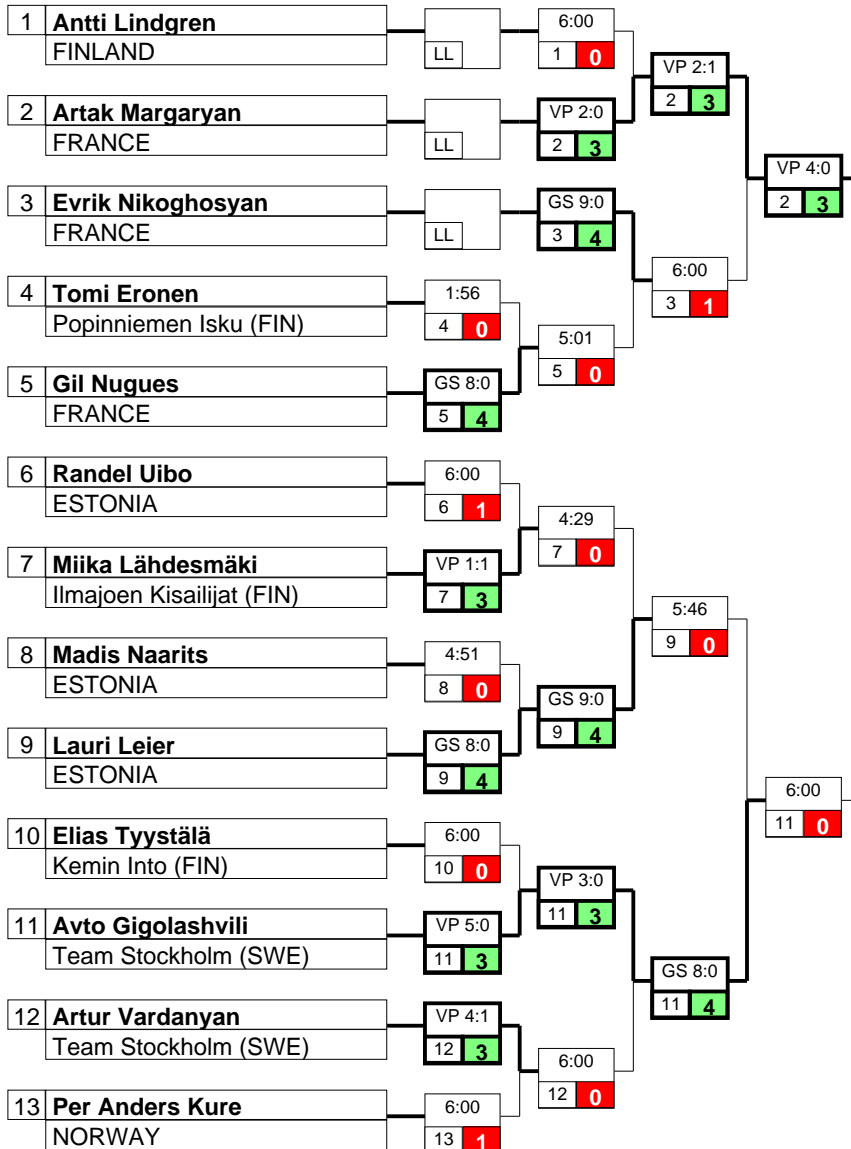 1 Antti Lindgren
FINLAND
LL
6:00
1 0
VP 2:1
2 3
2 Artak Margaryan
FRANCE
LL
VP 2:0
2 3
VP 4:0
2 3
3 Evrik Nikoghosyan
FRANCE
LL
GS 9:0
3 4
6:00
3 1
4 Tomi Eronen
Popinniemen Isku (FIN)
1:56
4 0
5:01
5 0
5 Gil Nugues
FRANCE
GS 8:0
5 4
6 Randel Uibo
ESTONIA
6:00
6 1
4:29
7 0
7 Miika Lähdesmäki
Ilmajoen Kisailijat (FIN)
VP 1:1
7 3
5:46
9 0
8 Madis Naarits
ESTONIA
4:51
8 0
GS 9:0
9 4
9 Lauri Leier
ESTONIA
GS 8:0
9 4
6:00
11 0
10 Elias Tyystälä
Kemin Into (FIN)
6:00
10 0
VP 3:0
11 3
11 Avto Gigolashvili
Team Stockholm (SWE)
VP 5:0
11 3
GS 8:0
11 4
12 Artur Vardanyan
Team Stockholm (SWE)
VP 4:1
12 3
6:00
12 0
13 Per Anders Kure
NORWAY
6:00
13 1